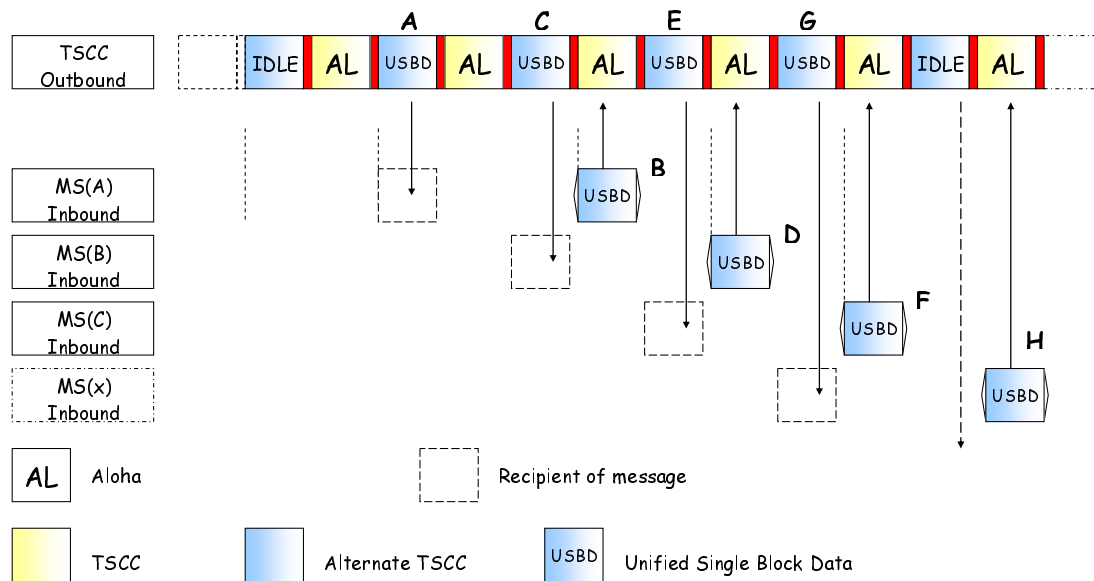 A C E G
TSCC
Outbound
IDLE AL USBD AL USBD AL USBD AL USBD AL IDLE AL
MS(A)
Inbound
USBD B
MS(B)
Inbound
USBD D
MS(C)
Inbound
USBD F
MS(x)
Inbound
USBD H
AL Aloha Recipient of message
TSCC Alternate TSCC USBD Unified Single Block Data